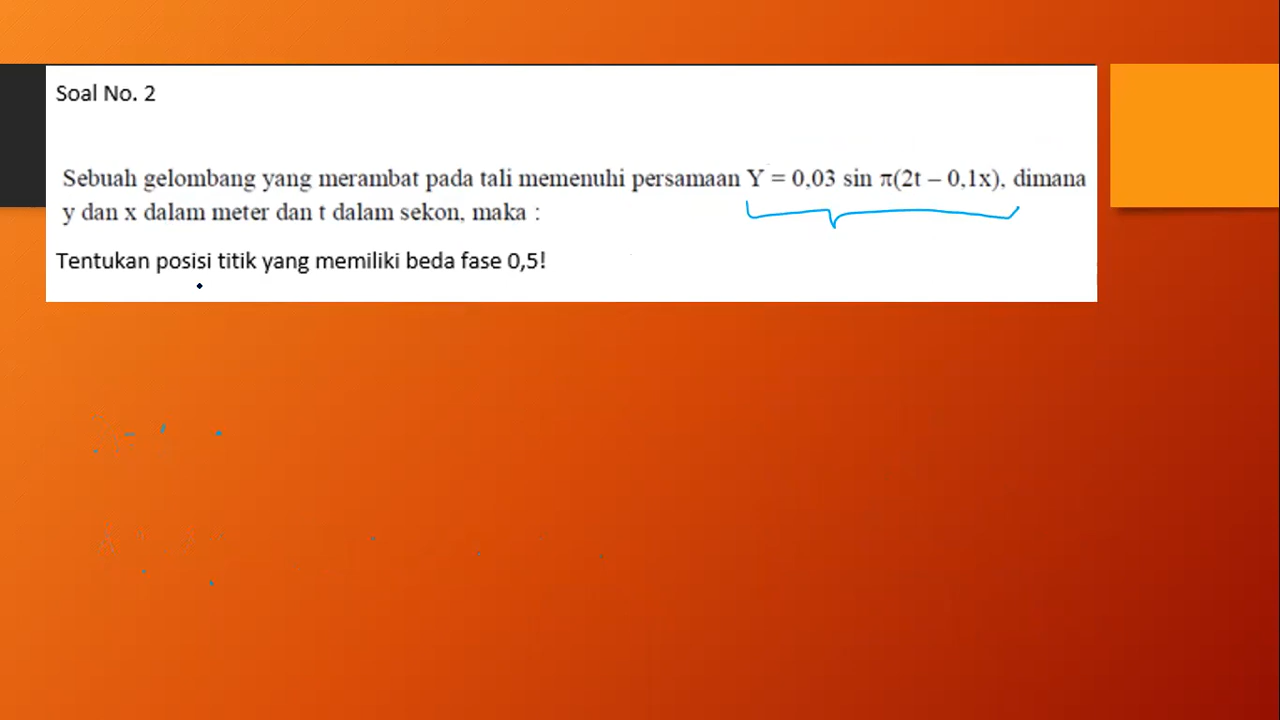 Soal No. 2
Sebuah gelombang yang merambat pada tali memenuhi persamaan Y = 0,03 sin π(2t – 0,1x), dimana
y dan x dalam meter dan t dalam sekon, maka :
Tentukan posisi titik yang memiliki beda fase 0,5!